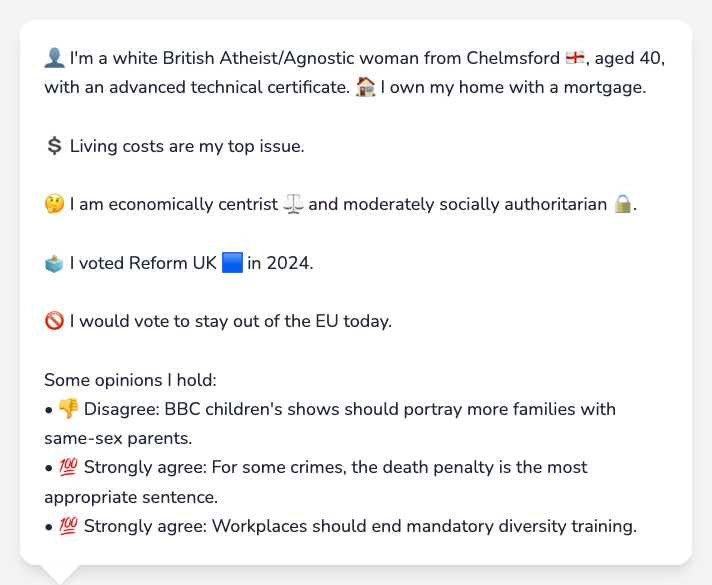 👤 I'm a white British Atheist/Agnostic woman from Chelmsford 🏴󠁧󠁢󠁥󠁮󠁧󠁿, aged 40,
with an advanced technical certificate. 🏠 I own my home with a mortgage.
💲 Living costs are my top issue.
🤔 I am economically centrist ⚖️ and moderately socially authoritarian 🔒.
🗳️ I voted Reform UK 🟦 in 2024.
🚫 I would vote to stay out of the EU today.
Some opinions I hold:
• 👎 Disagree: BBC children's shows should portray more families with
same-sex parents.
• 💯 Strongly agree: For some crimes, the death penalty is the most
appropriate sentence.
• 💯 Strongly agree: Workplaces should end mandatory diversity training.